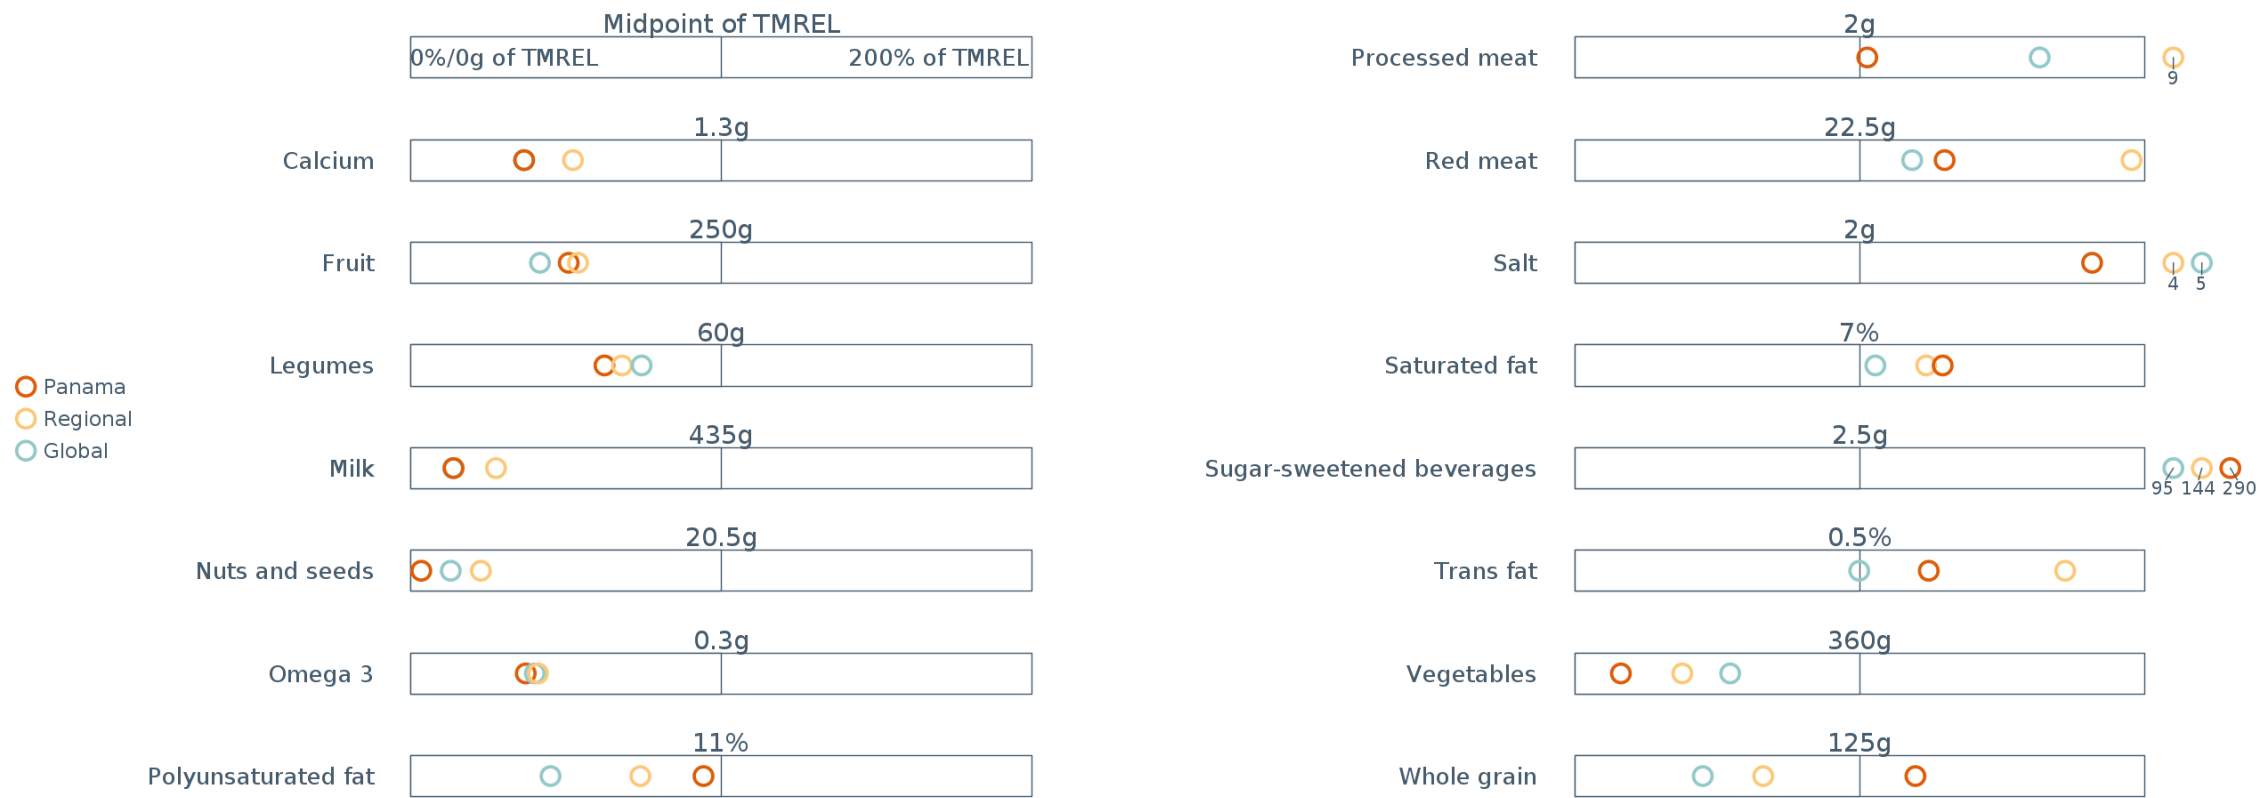 Midpoint of TMREL
0%/0g of TMREL
200% of TMREL
1.3g
Calcium
250g
Fruit
60g
Legumes
435g
Milk
20.5g
Nuts and seeds
0.3g
Omega 3
11%
Polyunsaturated fat
Panama
Regional
Global
2g
Processed meat
9
22.5g
Red meat
2g
Salt
4 5
7%
Saturated fat
2.5g
Sugar-sweetened beverages
95 144 290
0.5%
Trans fat
360g
Vegetables
125g
Whole grain